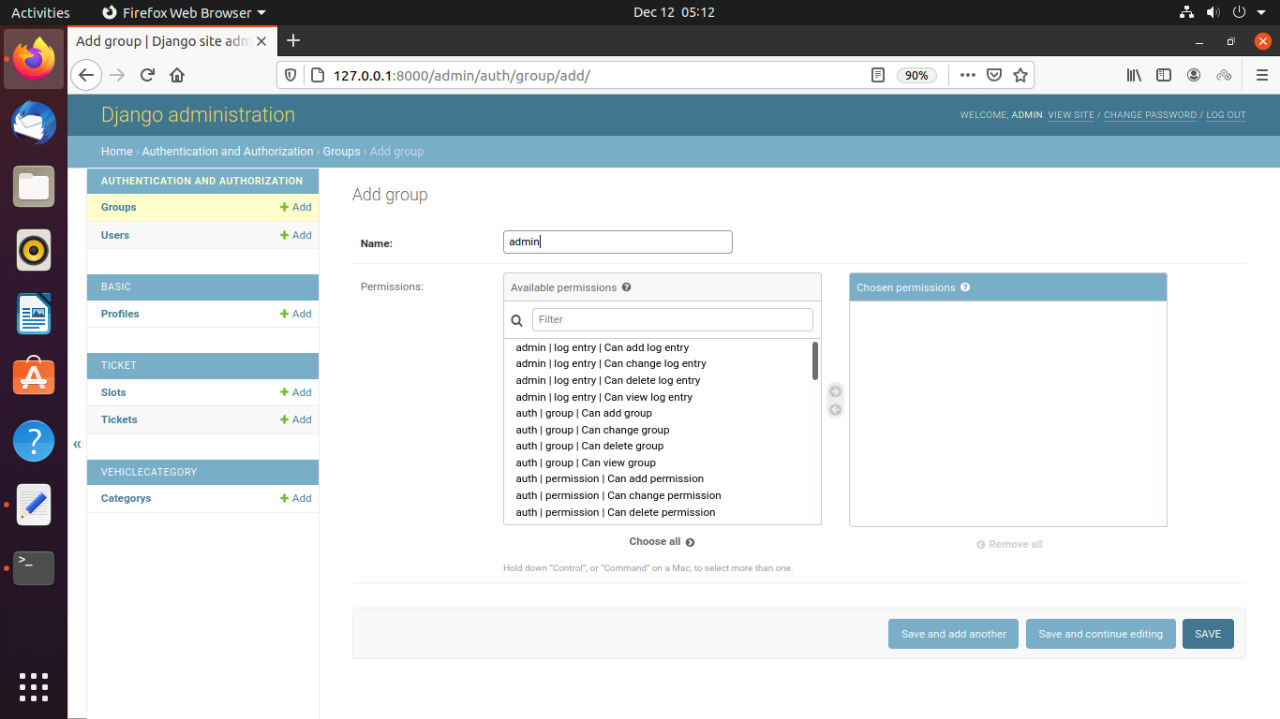 Activities Firefox Web Browser Dec 12 05:12
Add group | Django site adm
127.0.0.1:8000/admin/auth/group/add/ 90%
Django administration
WELCOME, ADMIN. VIEW SITE / CHANGE PASSWORD / LOG OUT
Home › Authentication and Authorization › Groups › Add group
AUTHENTICATION AND AUTHORIZATION
Groups + Add
Users + Add
BASIC
Profiles + Add
TICKET
Slots + Add
Tickets + Add
«
VEHICLECATEGORY
Categorys + Add
Add group
Name: admin
Permissions:
Available permissions ?
Filter
admin | log entry | Can add log entry
admin | log entry | Can change log entry
admin | log entry | Can delete log entry
admin | log entry | Can view log entry
auth | group | Can add group
auth | group | Can change group
auth | group | Can delete group
auth | group | Can view group
auth | permission | Can add permission
auth | permission | Can change permission
auth | permission | Can delete permission
Choose all
Chosen permissions ?
Remove all
Hold down "Control", or "Command" on a Mac, to select more than one.
Save and add another Save and continue editing SAVE